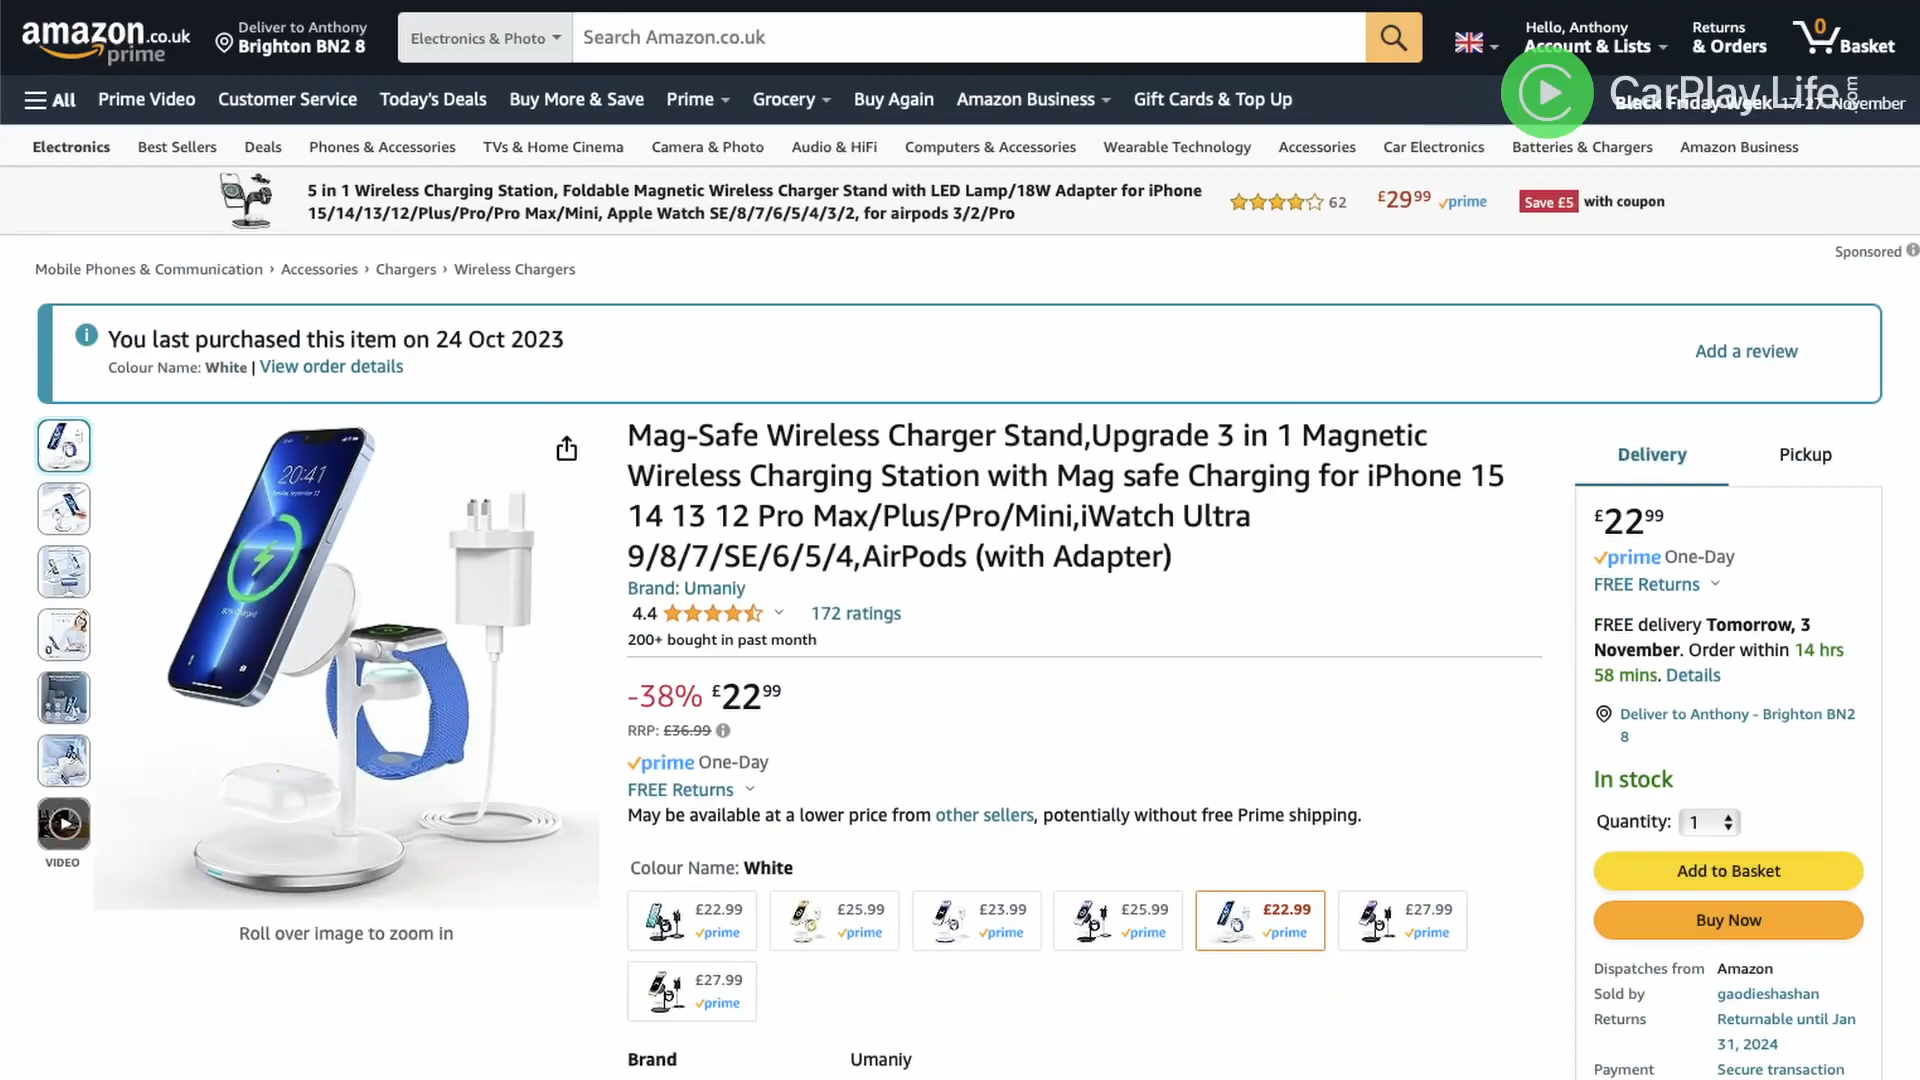 amazon.co.uk
prime
Deliver to Anthony
Brighton BN2 8
Electronics & Photo
Search Amazon.co.uk
Hello, Anthony
Account & Lists
Returns
& Orders
0
Basket
All
Prime Video
Customer Service
Today's Deals
Buy More & Save
Prime
Grocery
Buy Again
Amazon Business
Gift Cards & Top Up
CarPlay Life .com
Black Friday Week 17-27 November
Electronics
Best Sellers
Deals
Phones & Accessories
TVs & Home Cinema
Camera & Photo
Audio & HiFi
Computers & Accessories
Wearable Technology
Accessories
Car Electronics
Batteries & Chargers
Amazon Business
5 in 1 Wireless Charging Station, Foldable Magnetic Wireless Charger Stand with LED Lamp/18W Adapter for iPhone
15/14/13/12/Plus/Pro/Pro Max/Mini, Apple Watch SE/8/7/6/5/4/3/2, for airpods 3/2/Pro
62
£29⁹⁹
prime
Save £5 with coupon
Sponsored
Mobile Phones & Communication › Accessories › Chargers › Wireless Chargers
You last purchased this item on 24 Oct 2023
Colour Name: White | View order details
Add a review
VIDEO
20:41
Roll over image to zoom in
Mag-Safe Wireless Charger Stand,Upgrade 3 in 1 Magnetic
Wireless Charging Station with Mag safe Charging for iPhone 15
14 13 12 Pro Max/Plus/Pro/Mini,iWatch Ultra
9/8/7/SE/6/5/4,AirPods (with Adapter)
Brand: Umaniy
4.4
172 ratings
200+ bought in past month
-38% £22⁹⁹
RRP: £36.99
prime One-Day
FREE Returns
May be available at a lower price from other sellers, potentially without free Prime shipping.
Colour Name: White
£22.99
prime
£25.99
prime
£23.99
prime
£25.99
prime
£22.99
prime
£27.99
prime
£27.99
prime
Brand Umaniy
Delivery
Pickup
£22⁹⁹
prime One-Day
FREE Returns
FREE delivery Tomorrow, 3
November. Order within 14 hrs
58 mins. Details
Deliver to Anthony - Brighton BN2
8
In stock
Quantity: 1
Add to Basket
Buy Now
Dispatches from Amazon
Sold by gaodieshashan
Returns Returnable until Jan
31, 2024
Payment Secure transaction